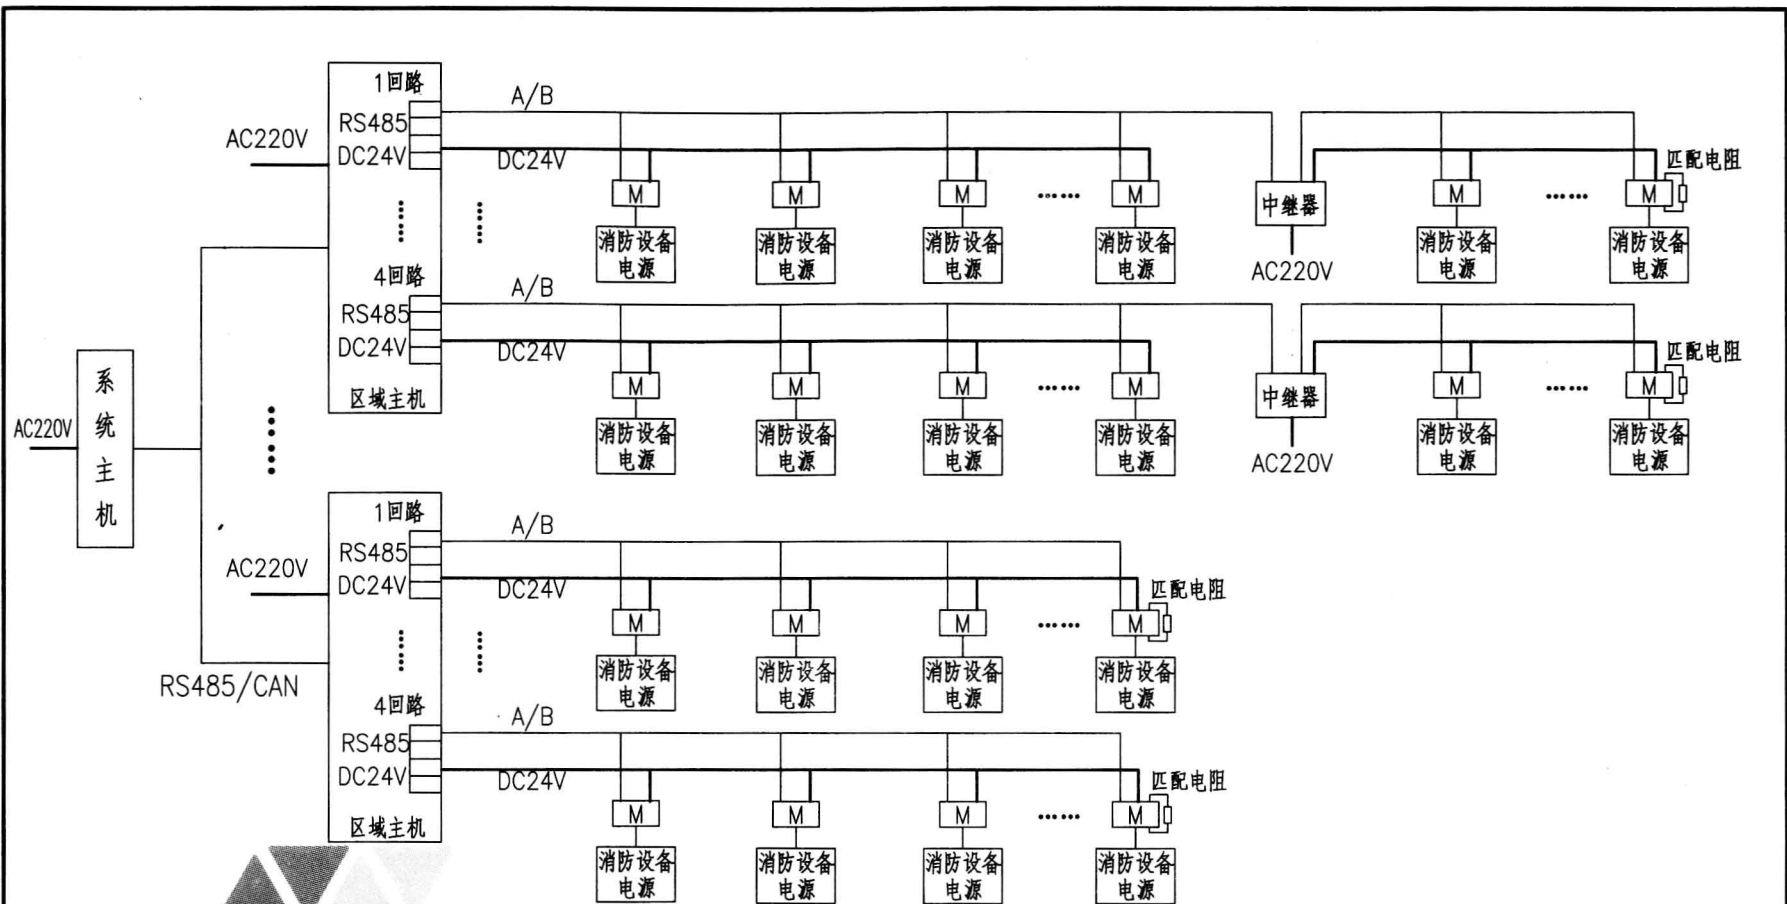 1回路
RS485
DC24V
AC220V
A/B
DC24V
M
M
M
M
中继器
M
M
匹配电阻
消防设备
电源
消防设备
电源
消防设备
电源
消防设备
电源
AC220V
消防设备
电源
消防设备
电源
4回路
RS485
DC24V
区域主机
A/B
DC24V
M
M
M
M
中继器
M
M
匹配电阻
消防设备
电源
消防设备
电源
消防设备
电源
消防设备
电源
AC220V
消防设备
电源
消防设备
电源
AC220V
系
统
主
机
RS485/CAN
1回路
RS485
DC24V
AC220V
A/B
DC24V
M
M
M
M
匹配电阻
消防设备
电源
消防设备
电源
消防设备
电源
消防设备
电源
4回路
RS485
DC24V
区域主机
A/B
DC24V
M
M
M
M
匹配电阻
消防设备
电源
消防设备
电源
消防设备
电源
消防设备
电源